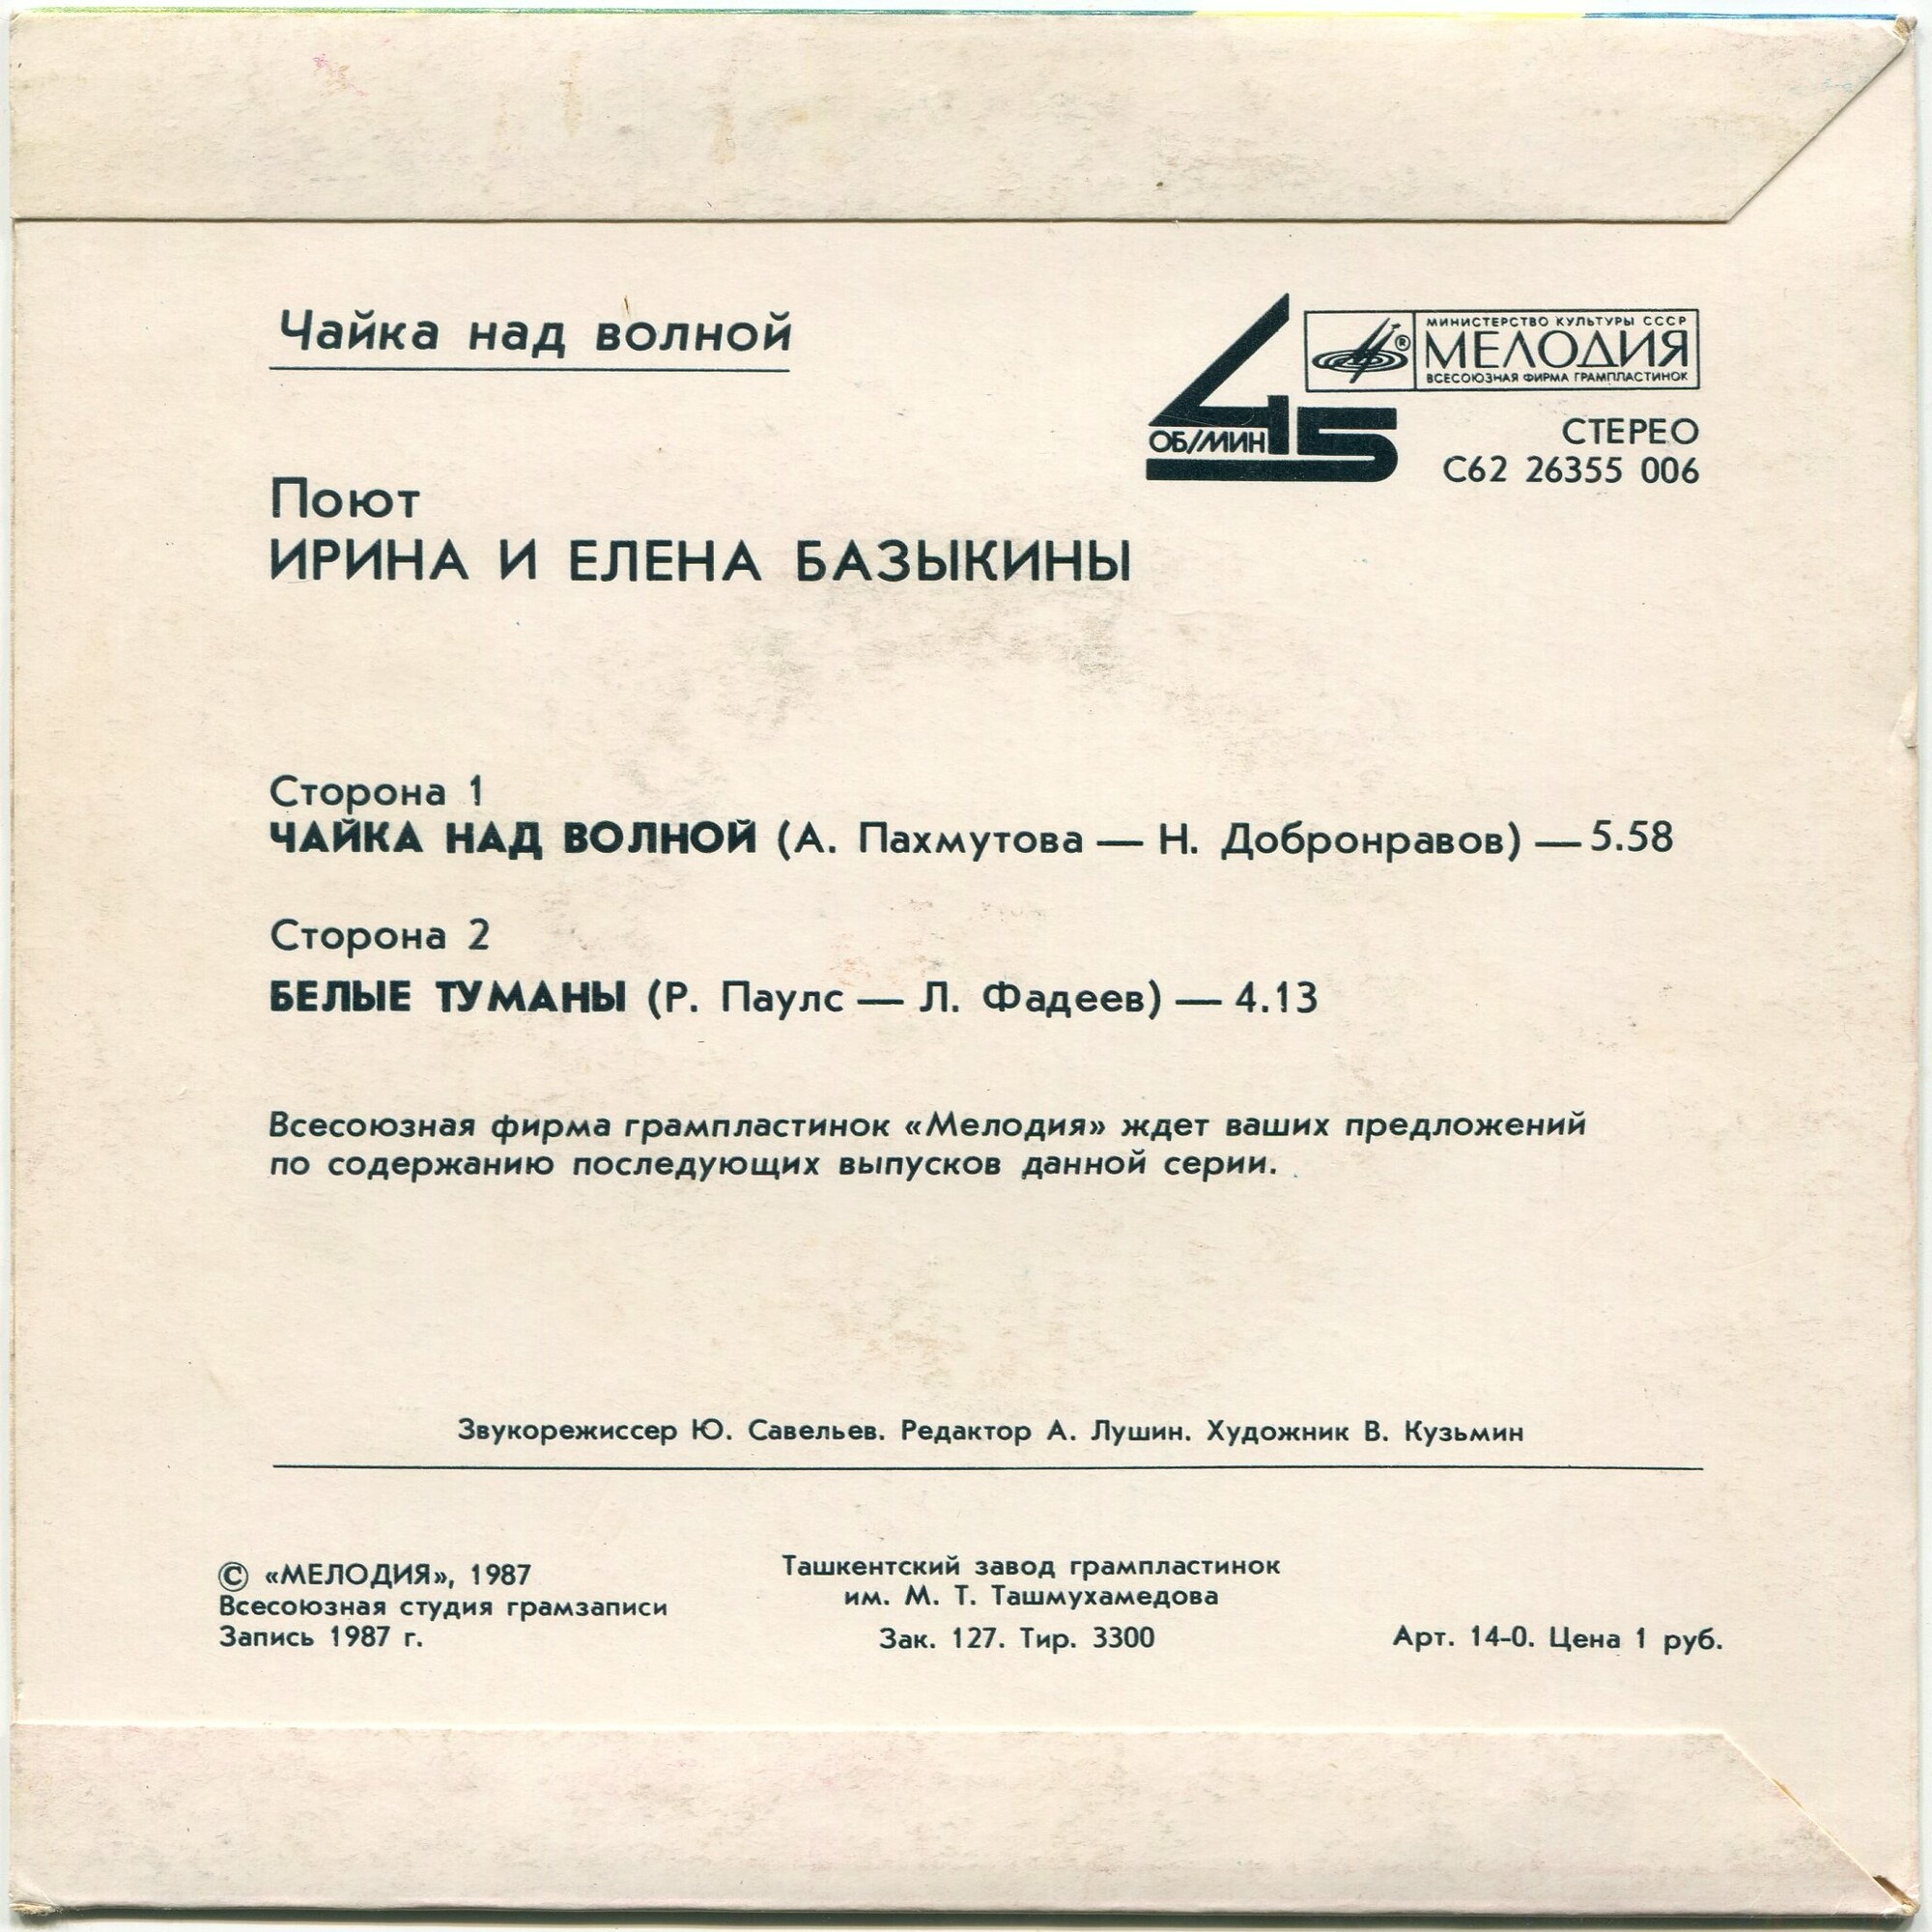 Чайка над волной
МИНИСТЕРСТВО КУЛЬТУРЫ СССР
МЕЛОДИЯ
ВСЕСОЮЗНАЯ ФИРМА ГРАМПЛАСТИНОК
®
45
ОБ/МИН
СТЕРЕО
С62 26355 006
Поют
ИРИНА И ЕЛЕНА БАЗЫКИНЫ
Сторона 1
ЧАЙКА НАД ВОЛНОЙ (А. Пахмутова — Н. Добронравов) — 5.58
Сторона 2
БЕЛЫЕ ТУМАНЫ (Р. Паулс — Л. Фадеев) — 4.13
Всесоюзная фирма грампластинок «Мелодия» ждет ваших предложений
по содержанию последующих выпусков данной серии.
Звукорежиссер Ю. Савельев. Редактор А. Лушин. Художник В. Кузьмин
© «МЕЛОДИЯ», 1987
Всесоюзная студия грамзаписи
Запись 1987 г.
Ташкентский завод грампластинок
им. М. Т. Ташмухамедова
Зак. 127. Тир. 3300
Арт. 14-0. Цена 1 руб.